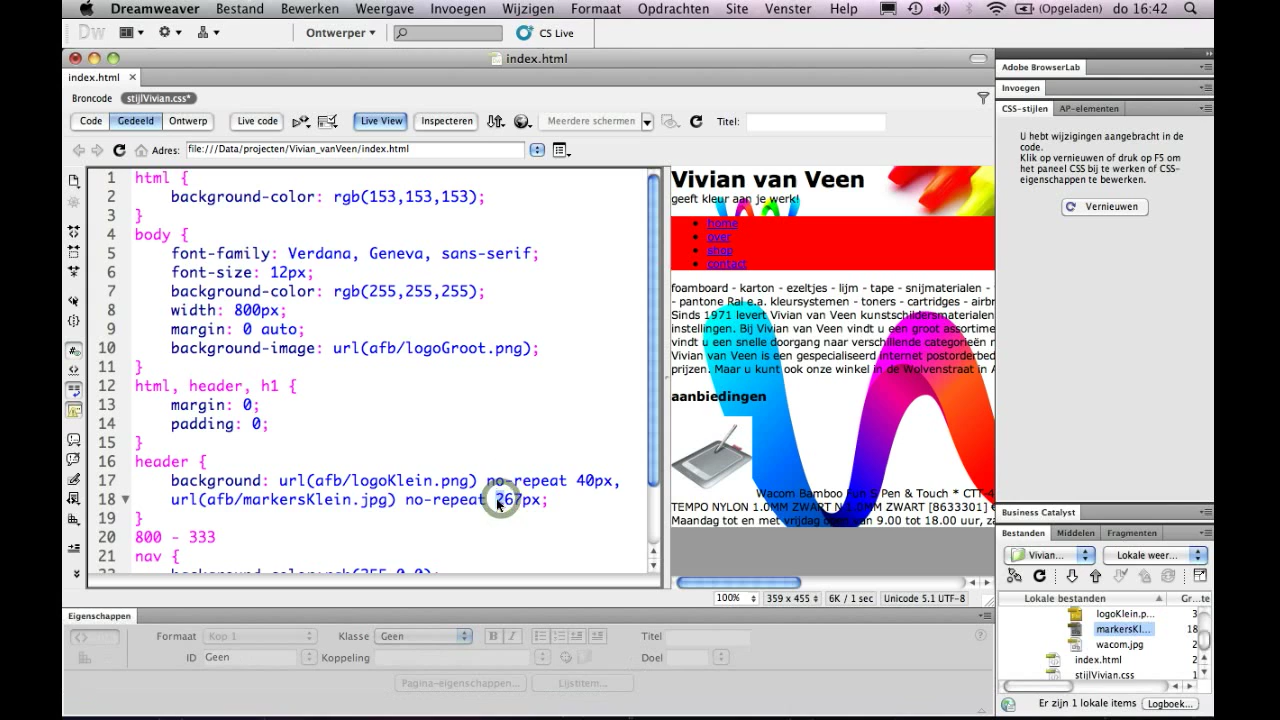 Dreamweaver Bestand Bewerken Weergave Invoegen Wijzigen Formaat Opdrachten Site Venster Help (Opgeladen) do 16:42
Dw Ontwerper CS Live
index.html
index.html
Broncode stijlVivian.css*
Code Gedeeld Ontwerp Live code Live View Inspecteren Meerdere schermen Titel:
Adres: file:///Data/projecten/Vivian_vanVeen/index.html
1 html {
2 background-color: rgb(153,153,153);
3 }
4 body {
5 font-family: Verdana, Geneva, sans-serif;
6 font-size: 12px;
7 background-color: rgb(255,255,255);
8 width: 800px;
9 margin: 0 auto;
10 background-image: url(afb/logoGroot.png);
11 }
12 html, header, h1 {
13 margin: 0;
14 padding: 0;
15 }
16 header {
17 background: url(afb/logoKlein.png) no-repeat 40px,
18 url(afb/markersKlein.jpg) no-repeat 267px;
19 }
20 800 - 333
21 nav {
Vivian van Veen
geeft kleur aan je werk!
home
over
shop
contact
foamboard - karton - ezeltjes - lijm - tape - snijmaterialen -
- pantone Ral e.a. kleursystemen - toners - cartridges -
Sinds 1971 levert Vivian van Veen kunstschildersmaterialen
instellingen. Bij Vivian van Veen vindt u een groot assortime
vindt u een snelle doorgang naar verschillende categorieën
Vivian van Veen is een gespecialiseerd internet postorderbed
prijzen. Maar u kunt ook onze winkel in de Wolvenstraat in
aanbiedingen
Wacom Bamboo Fun S Pen & Touch * CTT-4
TEMPO NYLON 1.0MM ZWART N 1.0MM ZWART [8633301]
Maandag tot en met vrijdag open van 9.00 tot 18.00 uur,
100% 359 x 455 6K / 1 sec Unicode 5.1 UTF-8
Eigenschappen
Formaat Kop 1 Klasse Geen B I Titel
ID Geen Koppeling Doel
Pagina-eigenschappen... Lijstitem...
Adobe BrowserLab
Invoegen
CSS-stijlen AP-elementen
U hebt wijzigingen aangebracht in de
code.
Klik op vernieuwen of druk op F5 om
het paneel CSS bij te werken of CSS-
eigenschappen te bewerken.
Vernieuwen
Business Catalyst
Bestanden Middelen Fragmenten
Vivian... Lokale weer...
Lokale bestanden Gr...te
logoKlein.p... 3
markersKl... 18
wacom.jpg 2
index.html 2
stijlVivian.css
Er zijn 1 lokale items Logboek...